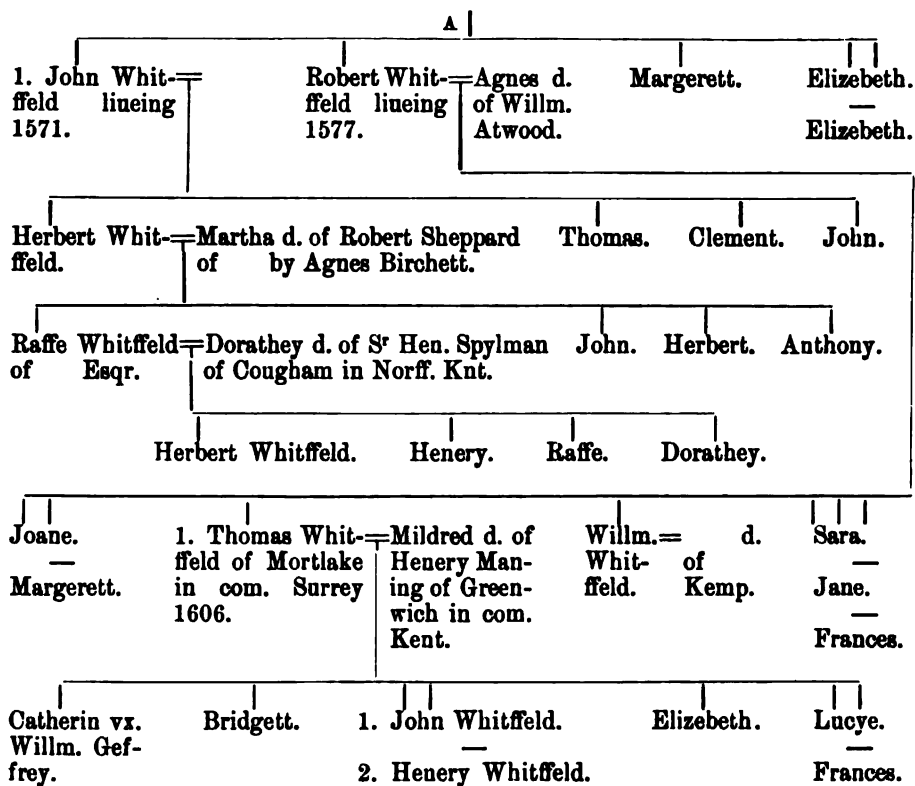 A
1. John Whit-
ffeld liueing
1571.
Robert Whit-
ffeld liueing
1577.
Agnes d.
of Willm.
Atwood.
Margerett.
Elizebeth.
—
Elizebeth.
Herbert Whit-
ffeld.
Martha d. of Robert Sheppard
of by Agnes Birchett.
Thomas.
Clement.
John.
Raffe Whitffeld
of Esqr.
Dorathey d. of Sr Hen. Spylman
of Cougham in Norff. Knt.
John.
Herbert.
Anthony.
Herbert Whitffeld.
Henery.
Raffe.
Dorathey.
Joane.
—
Margerett.
1. Thomas Whit-
ffeld of Mortlake
in com. Surrey
1606.
Mildred d. of
Henery Man-
ing of Green-
wich in com.
Kent.
Willm.
Whit-
ffeld.
= d.
of
Kemp.
Sara.
—
Jane.
—
Frances.
Catherin vx.
Willm. Gef-
frey.
Bridgett.
1. John Whitffeld.
—
2. Henery Whitffeld.
Elizebeth.
Lucye.
—
Frances.